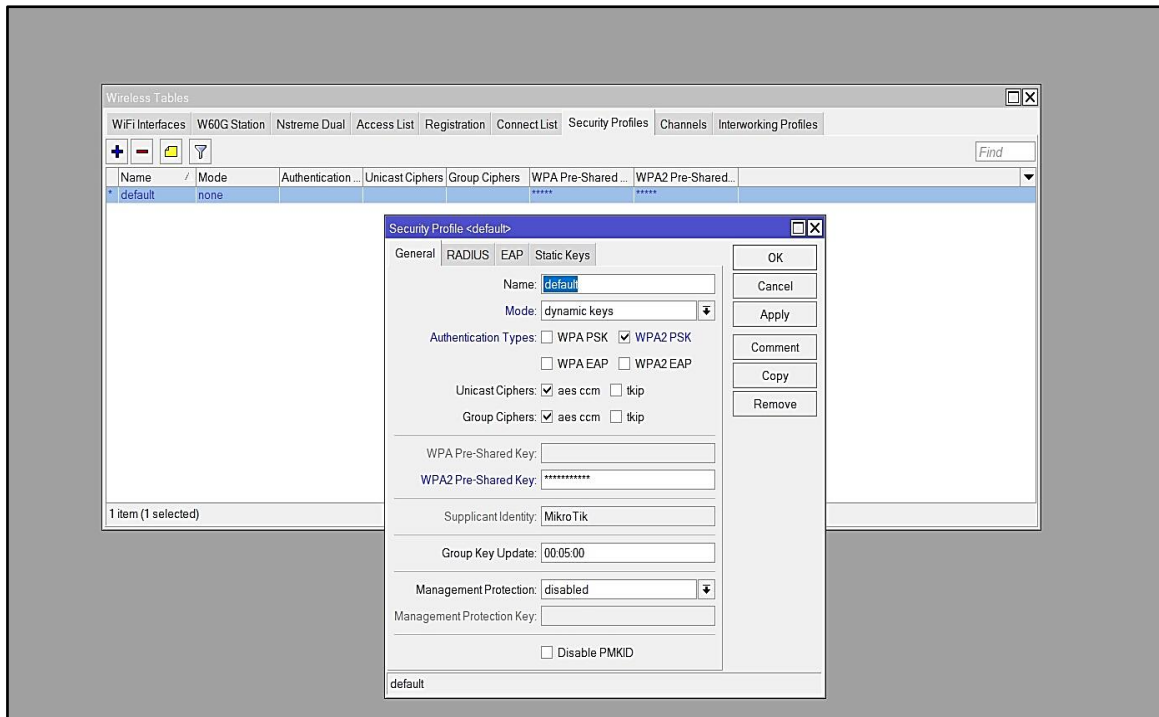 Wireless Tables
WiFi Interfaces W60G Station Nstreme Dual Access List Registration Connect List Security Profiles Channels Interworking Profiles
Find
Name / Mode Authentication ... Unicast Ciphers Group Ciphers WPA Pre-Shared ... WPA2 Pre-Shared...
* default none ***** *****
Security Profile <default>
General RADIUS EAP Static Keys
OK
Name: default
Cancel
Mode: dynamic keys
Apply
Authentication Types: WPA PSK WPA2 PSK
Comment
WPA EAP WPA2 EAP
Copy
Unicast Ciphers: aes ccm tkip
Remove
Group Ciphers: aes ccm tkip
WPA Pre-Shared Key:
WPA2 Pre-Shared Key: ***********
Supplicant Identity: MikroTik
Group Key Update: 00:05:00
Management Protection: disabled
Management Protection Key:
Disable PMKID
default
1 item (1 selected)